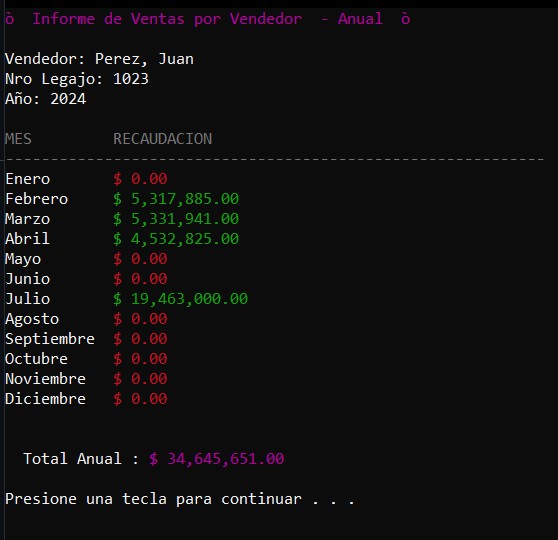 ò  Informe de Ventas por Vendedor  - Anual  ò
Vendedor: Perez, Juan
Nro Legajo: 1023
Año: 2024
MES         RECAUDACION
------------------------------------------------------------
Enero       $ 0.00
Febrero     $ 5,317,885.00
Marzo       $ 5,331,941.00
Abril       $ 4,532,825.00
Mayo        $ 0.00
Junio       $ 0.00
Julio       $ 19,463,000.00
Agosto      $ 0.00
Septiembre  $ 0.00
Octubre     $ 0.00
Noviembre   $ 0.00
Diciembre   $ 0.00
Total Anual : $ 34,645,651.00
Presione una tecla para continuar . . .